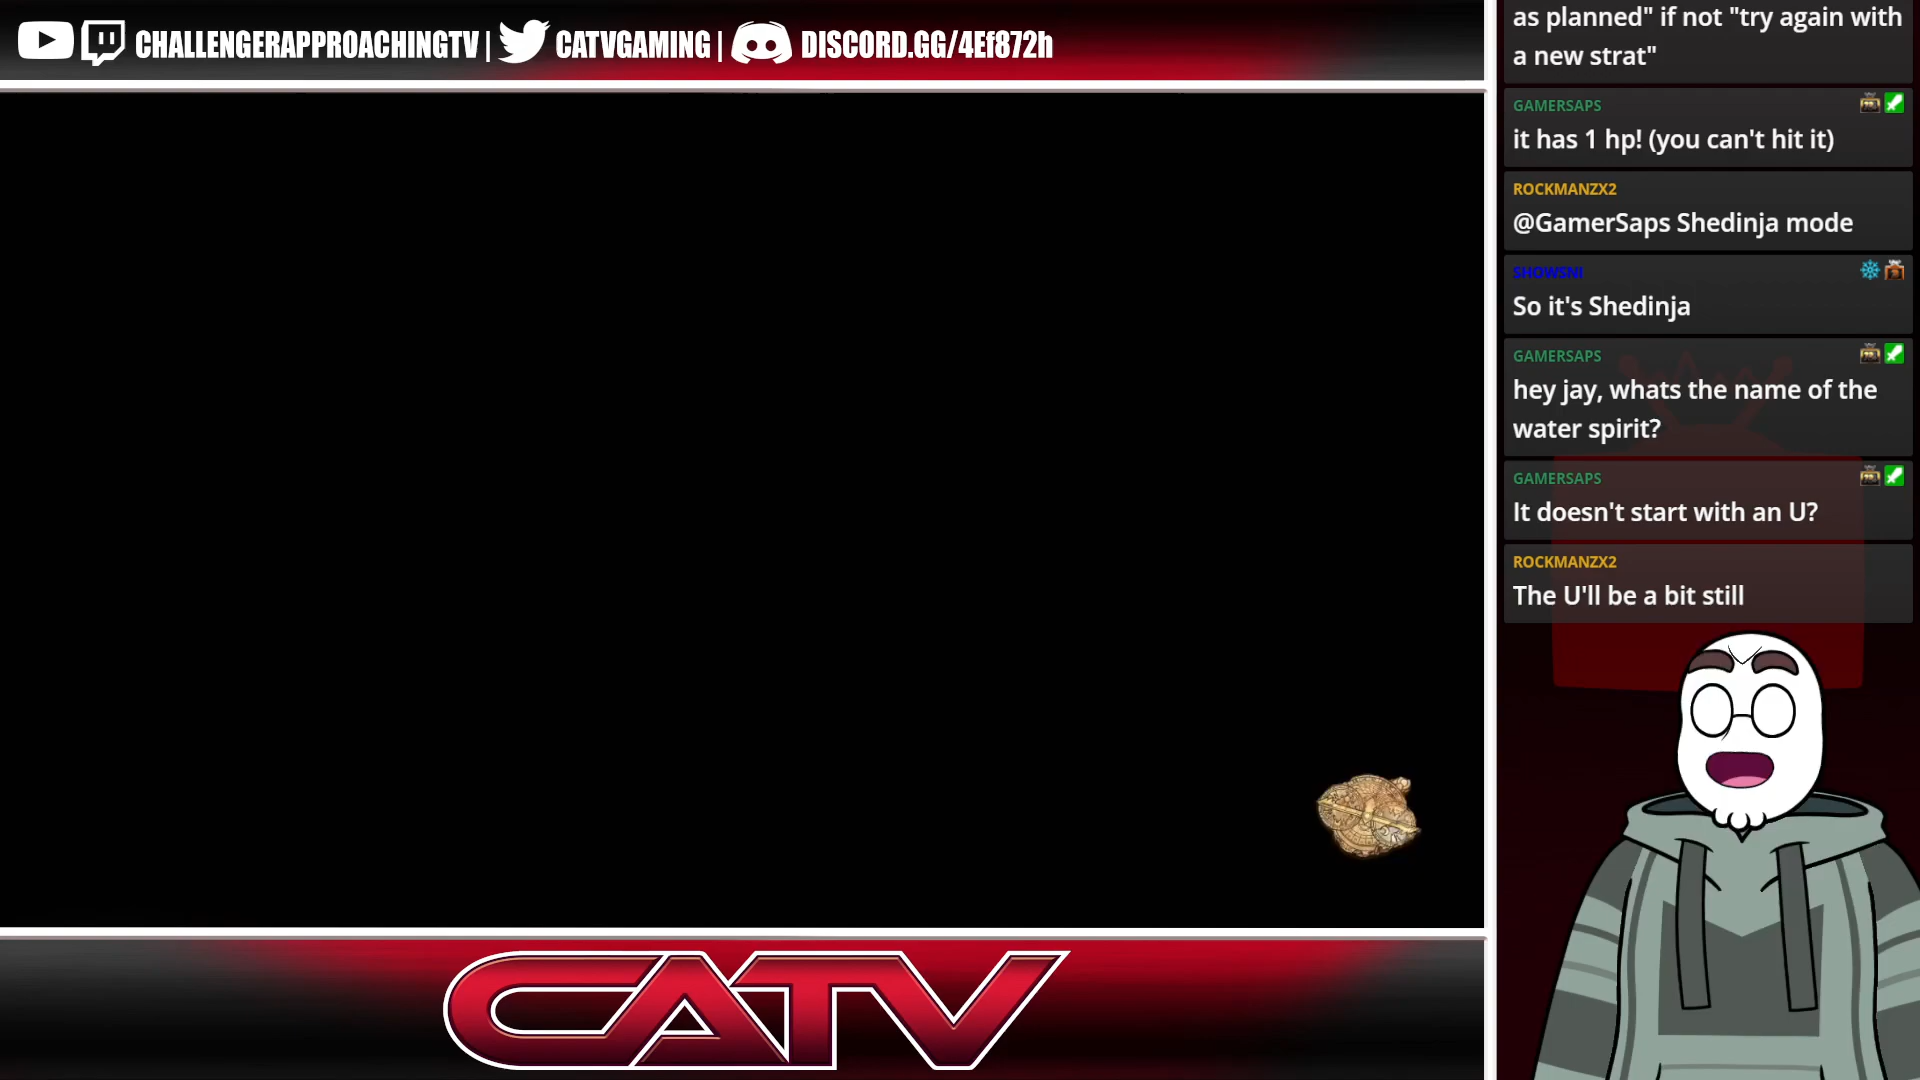 CHALLENGERAPPROACHINGTV | CATVGAMING | DISCORD.GG/4Ef872h
as planned" if not "try again with
a new strat"
GAMERSAPS
it has 1 hp! (you can't hit it)
ROCKMANZX2
@GamerSaps Shedinja mode
SHOWSNI
So it's Shedinja
GAMERSAPS
hey jay, whats the name of the
water spirit?
GAMERSAPS
It doesn't start with an U?
ROCKMANZX2
The U'll be a bit still
CATV